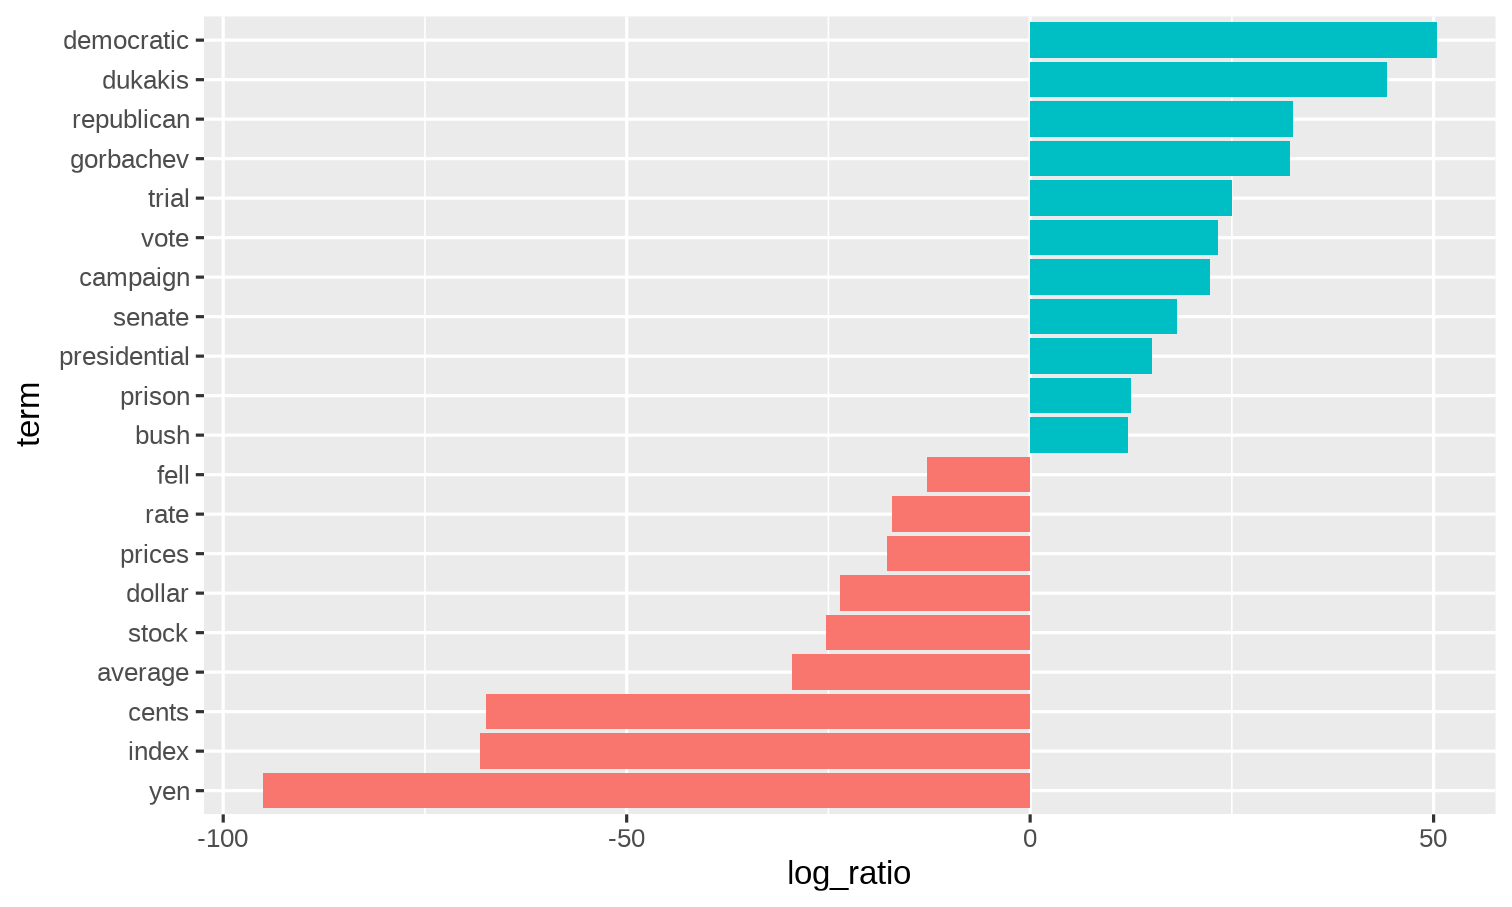 democratic
dukakis
republican
gorbachev
trial
vote
campaign
senate
presidential
prison
bush
fell
rate
prices
dollar
stock
average
cents
index
yen
term
-100 -50 0 50
log_ratio